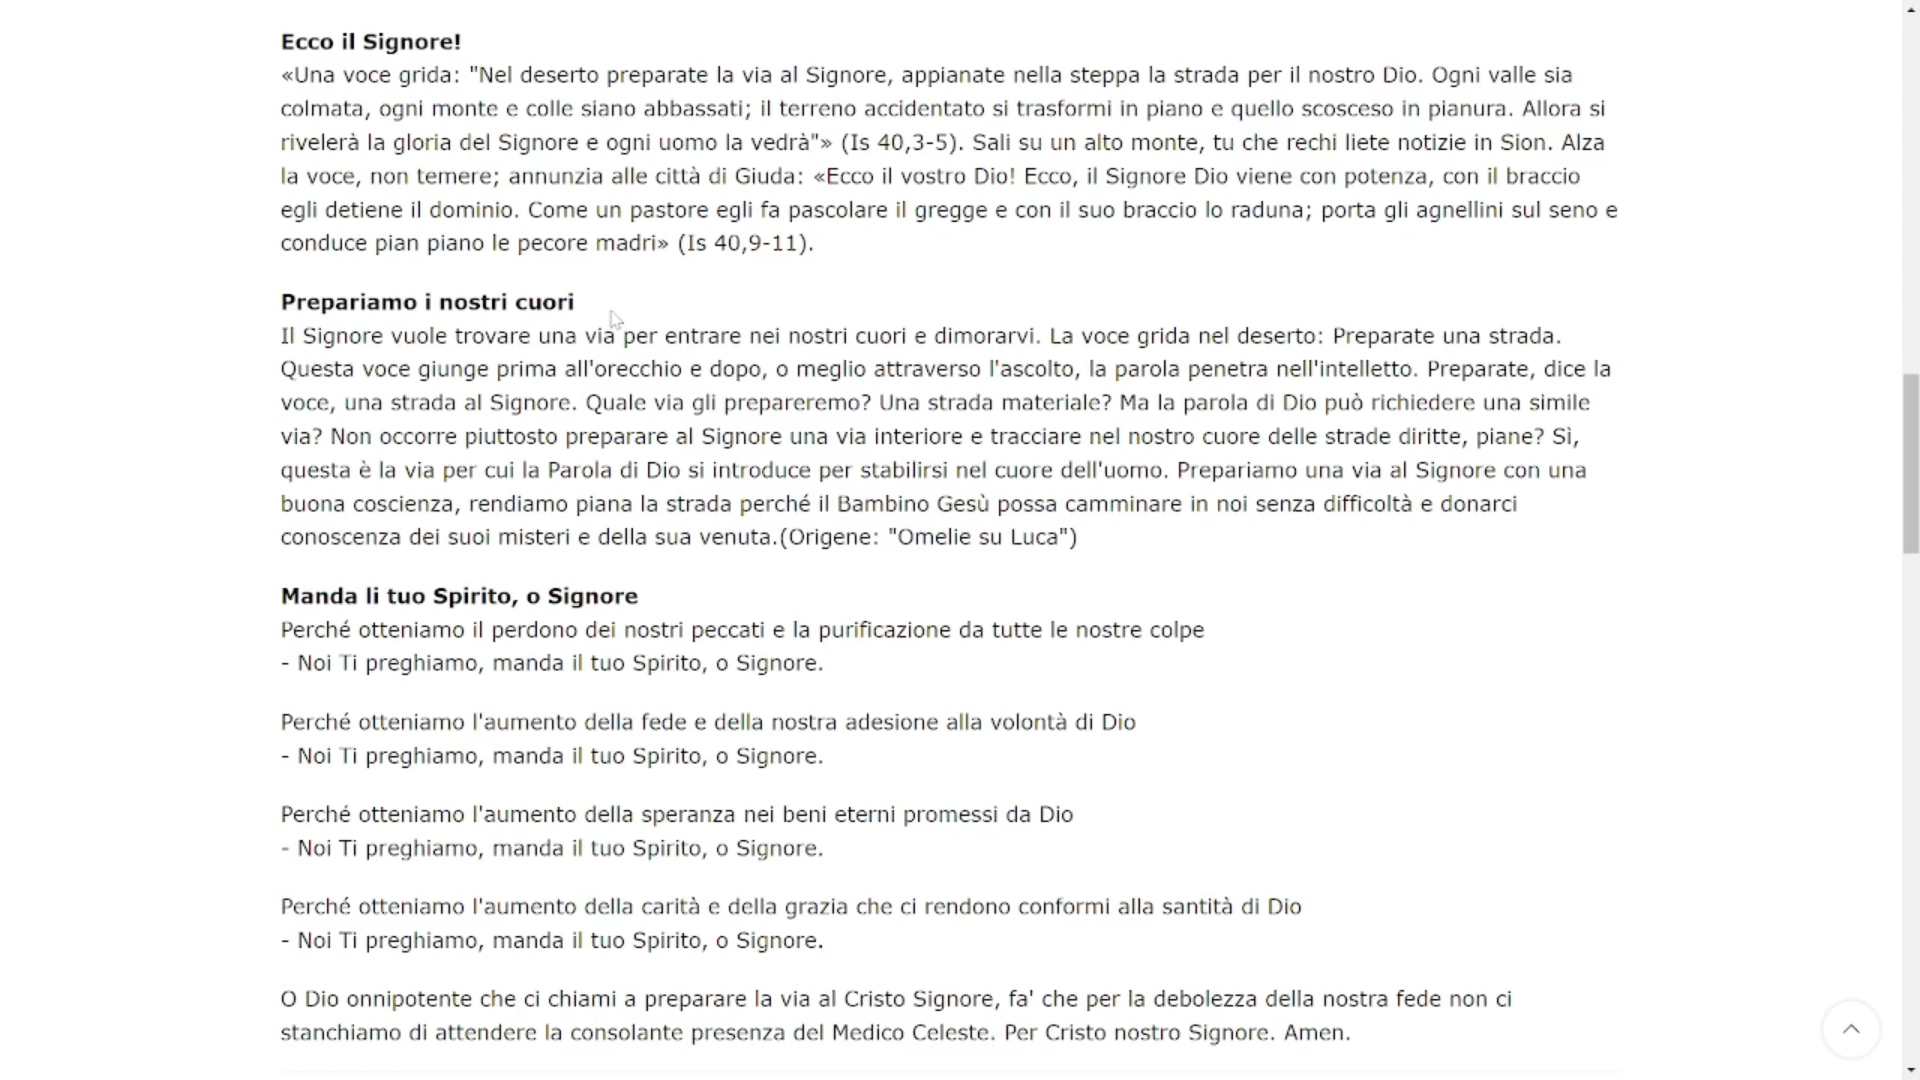 Ecco il Signore!
«Una voce grida: "Nel deserto preparate la via al Signore, appianate nella steppa la strada per il nostro Dio. Ogni valle sia
colmata, ogni monte e colle siano abbassati; il terreno accidentato si trasformi in piano e quello scosceso in pianura. Allora si
rivelerà la gloria del Signore e ogni uomo la vedrà"» (Is 40,3-5). Sali su un alto monte, tu che rechi liete notizie in Sion. Alza
la voce, non temere; annunzia alle città di Giuda: «Ecco il vostro Dio! Ecco, il Signore Dio viene con potenza, con il braccio
egli detiene il dominio. Come un pastore egli fa pascolare il gregge e con il suo braccio lo raduna; porta gli agnellini sul seno e
conduce pian piano le pecore madri» (Is 40,9-11).
Prepariamo i nostri cuori
Il Signore vuole trovare una via per entrare nei nostri cuori e dimorarvi. La voce grida nel deserto: Preparate una strada.
Questa voce giunge prima all'orecchio e dopo, o meglio attraverso l'ascolto, la parola penetra nell'intelletto. Preparate, dice la
voce, una strada al Signore. Quale via gli prepareremo? Una strada materiale? Ma la parola di Dio può richiedere una simile
via? Non occorre piuttosto preparare al Signore una via interiore e tracciare nel nostro cuore delle strade diritte, piane? Sì,
questa è la via per cui la Parola di Dio si introduce per stabilirsi nel cuore dell'uomo. Prepariamo una via al Signore con una
buona coscienza, rendiamo piana la strada perché il Bambino Gesù possa camminare in noi senza difficoltà e donarci
conoscenza dei suoi misteri e della sua venuta.(Origene: "Omelie su Luca")
Manda li tuo Spirito, o Signore
Perché otteniamo il perdono dei nostri peccati e la purificazione da tutte le nostre colpe
- Noi Ti preghiamo, manda il tuo Spirito, o Signore.
Perché otteniamo l'aumento della fede e della nostra adesione alla volontà di Dio
- Noi Ti preghiamo, manda il tuo Spirito, o Signore.
Perché otteniamo l'aumento della speranza nei beni eterni promessi da Dio
- Noi Ti preghiamo, manda il tuo Spirito, o Signore.
Perché otteniamo l'aumento della carità e della grazia che ci rendono conformi alla santità di Dio
- Noi Ti preghiamo, manda il tuo Spirito, o Signore.
O Dio onnipotente che ci chiami a preparare la via al Cristo Signore, fa' che per la debolezza della nostra fede non ci
stanchiamo di attendere la consolante presenza del Medico Celeste. Per Cristo nostro Signore. Amen.